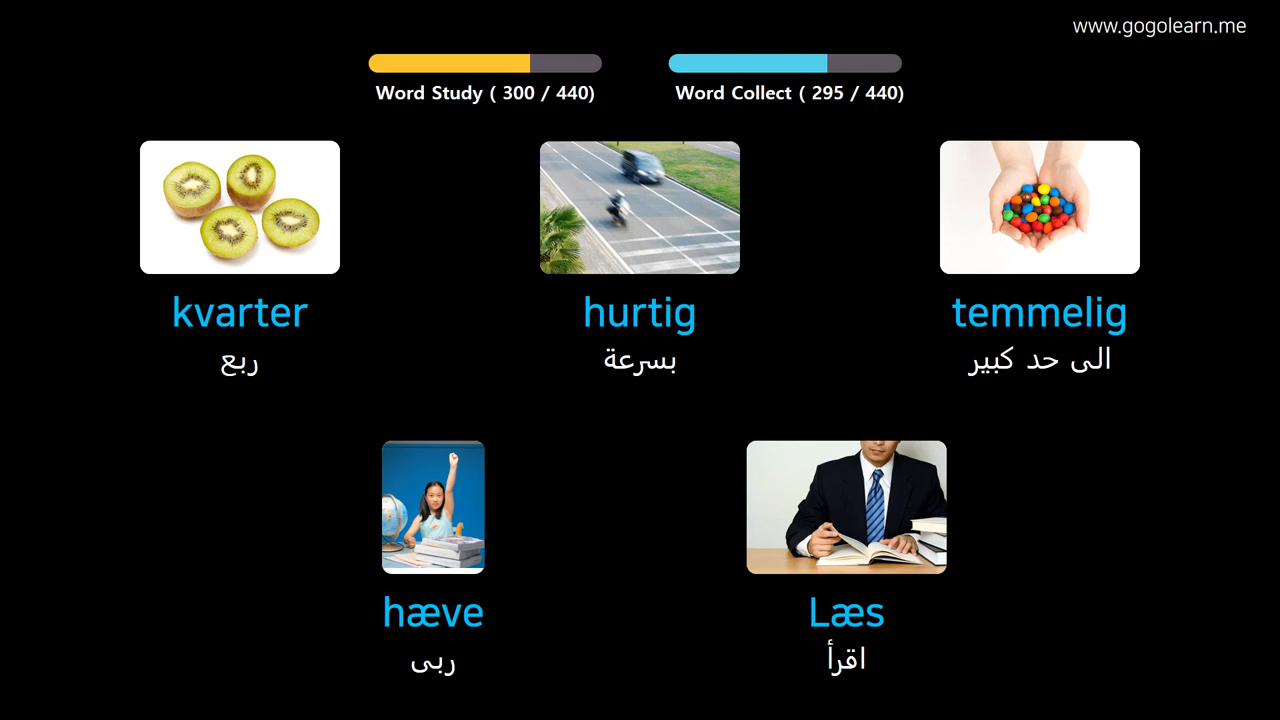 www.gogolearn.me
Word Study ( 300 / 440)
Word Collect ( 295 / 440)
kvarter
ربع
hurtig
بسرعة
temmelig
الى حد كبير
hæve
ربى
Læs
اقرأ